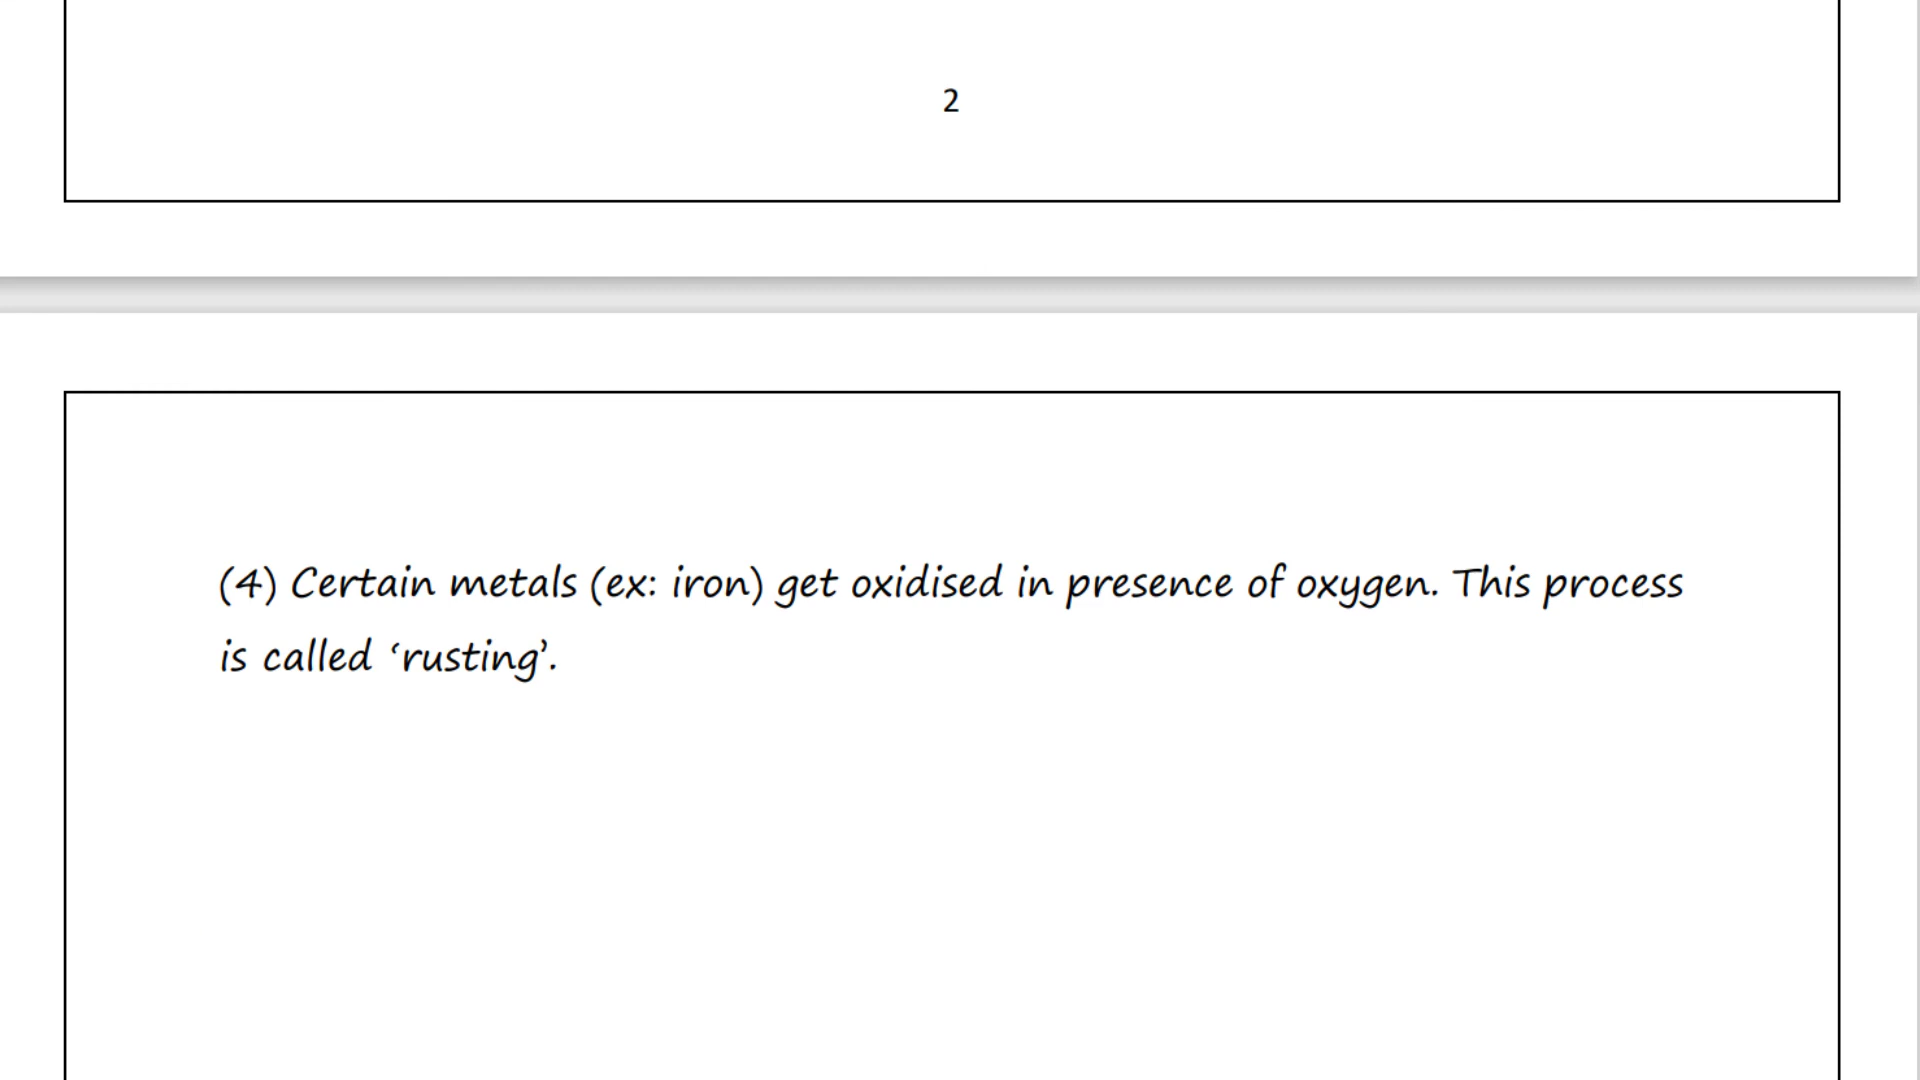 2
(4) Certain metals (ex: iron) get oxidised in presence of oxygen. This process
is called ‘rusting’.